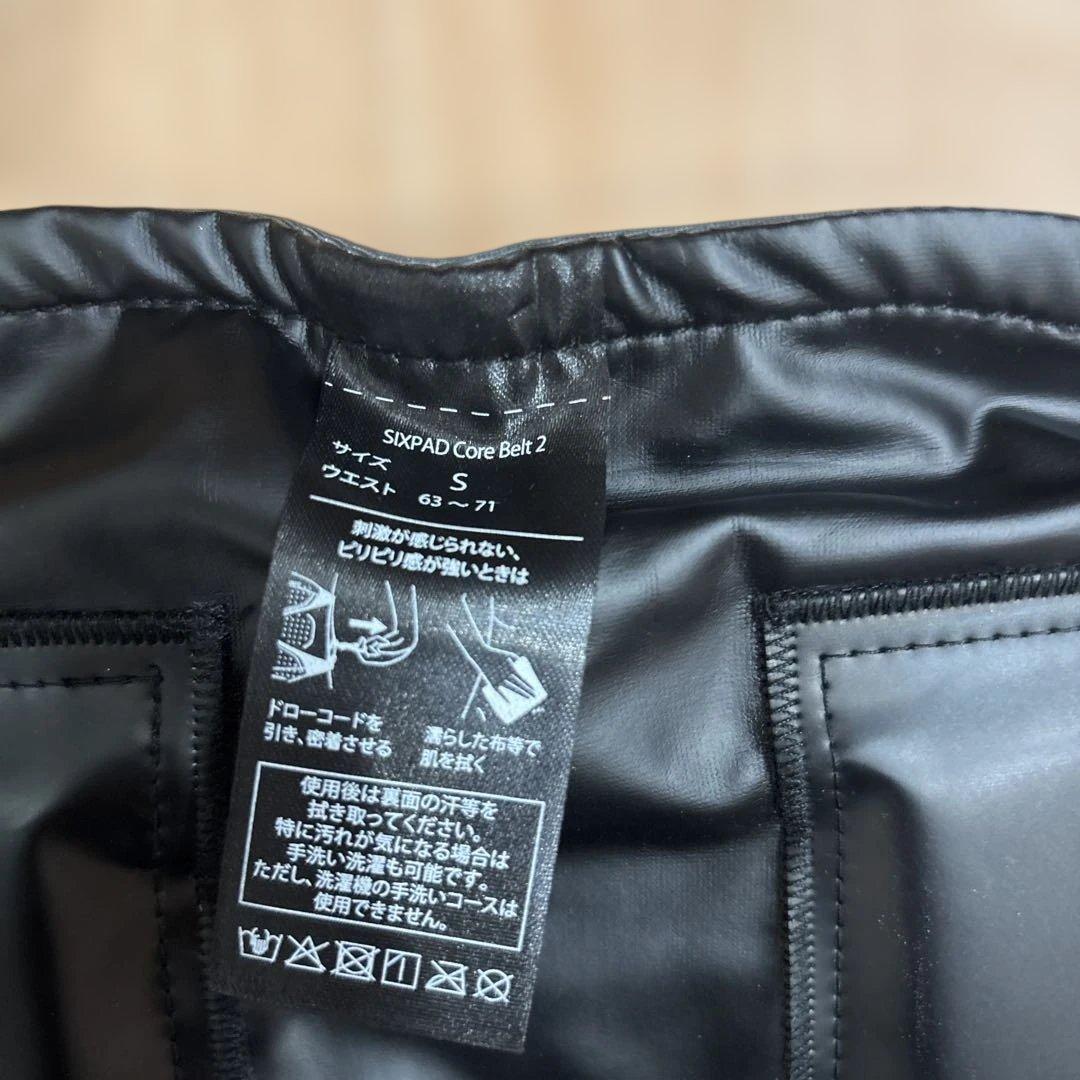 SIXPAD Core Belt 2
サイズ S
ウエスト 63〜71
刺激が感じられない、
ピリピリ感が強いときは
ドローコードを
引き、密着させる
濡らした布等で
肌を拭く
使用後は裏面の汗等を
拭き取ってください。
特に汚れが気になる場合は
手洗い洗濯も可能です。
ただし、洗濯機の手洗いコースは
使用できません。